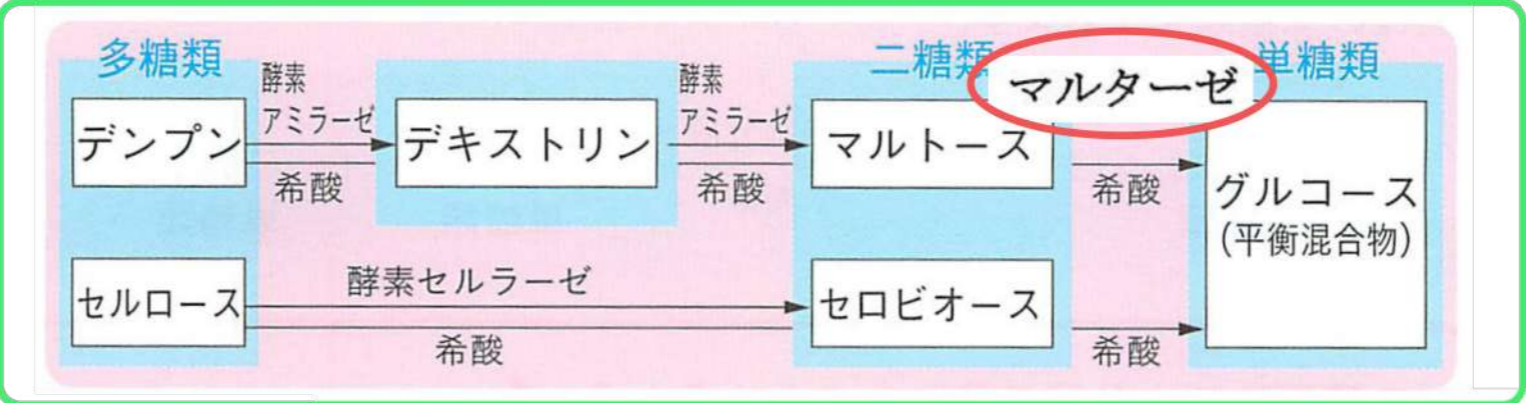 多糖類
二糖類
マルターゼ
単糖類
酵素
アミラーゼ
酵素
アミラーゼ
デンプン
デキストリン
マルトース
希酸
希酸
希酸
グルコース
(平衡混合物)
セルロース
酵素セルラーゼ
セロビオース
希酸
希酸